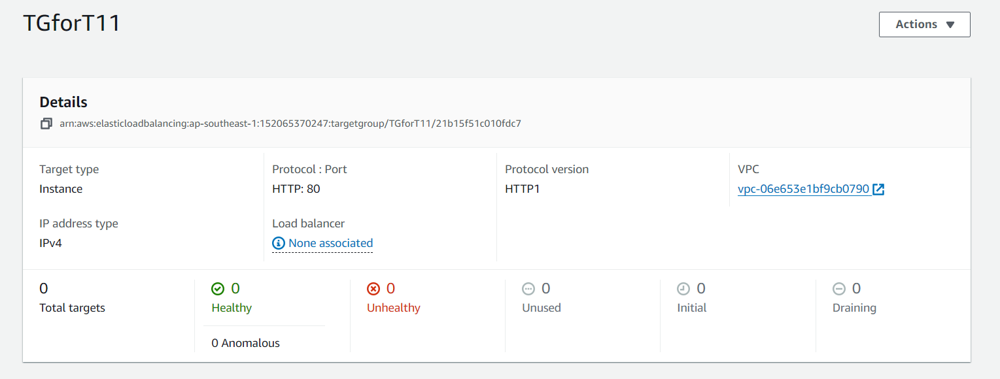 TGforT11
Actions
Details
arn:aws:elasticloadbalancing:ap-southeast-1:152065370247:targetgroup/TGforT11/21b15f51c010fdc7
Target type
Instance
Protocol : Port
HTTP: 80
Protocol version
HTTP1
VPC
vpc-06e653e1bf9cb0790
IP address type
IPv4
Load balancer
None associated
0
Total targets
0
Healthy
0 Anomalous
0
Unhealthy
0
Unused
0
Initial
0
Draining